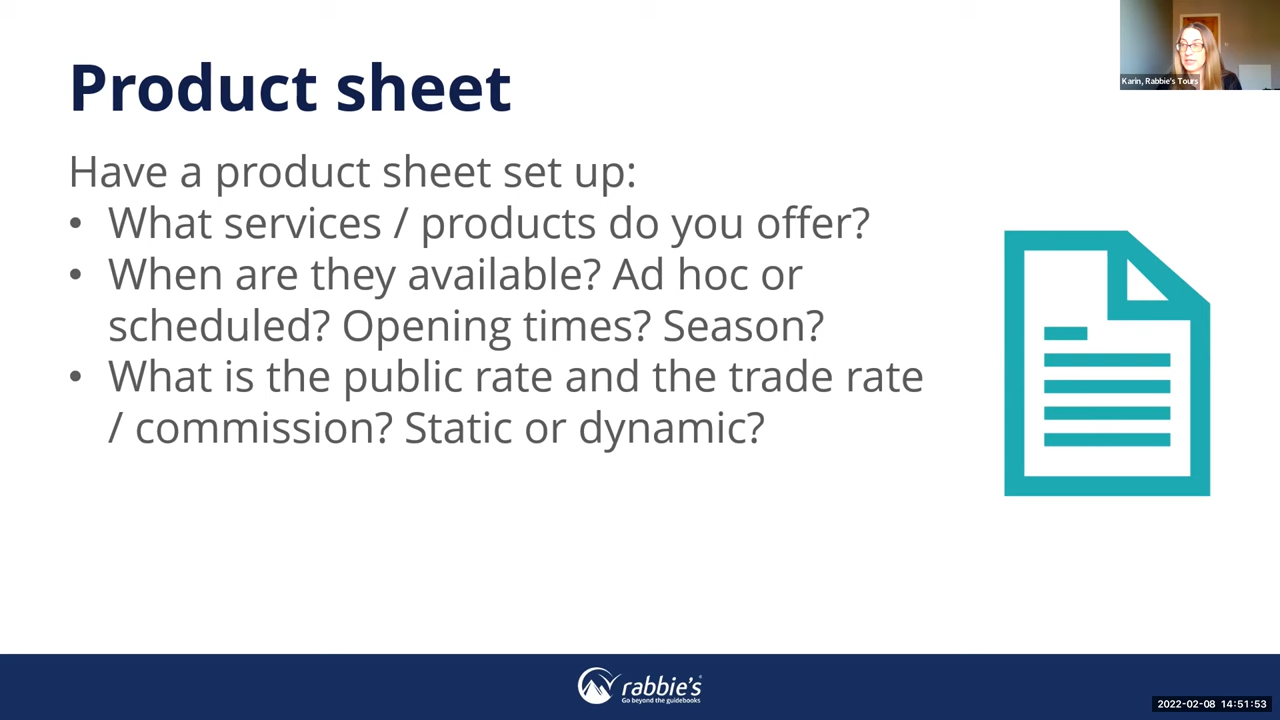 Product sheet
Karin, Rabbie's Tours
Have a product sheet set up:
• What services / products do you offer?
• When are they available? Ad hoc or
scheduled? Opening times? Season?
• What is the public rate and the trade rate
/ commission? Static or dynamic?
rabbie's®
Go beyond the guidebooks
2022-02-08 14:51:53